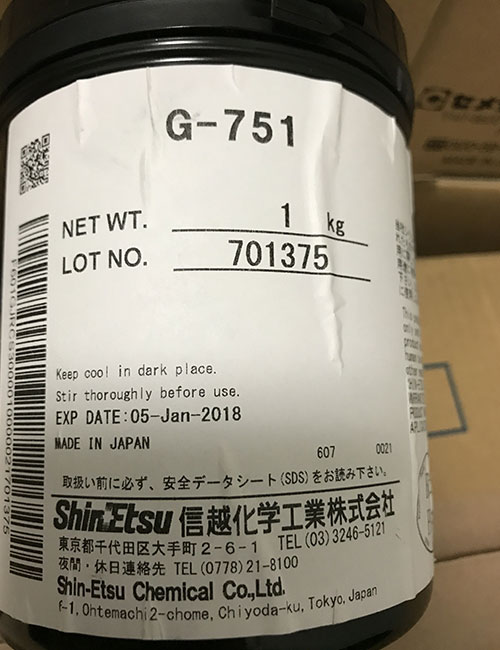 G-751
NET WT. 1 kg
LOT NO. 701375
Keep cool in dark place.
Stir thoroughly before use.
EXP DATE:05-Jan-2018
MADE IN JAPAN
607 0021
取扱い前に必ず、安全データシート(SDS)をお読み下さい。
ShinEtsu 信越化学工業株式会社
東京都千代田区大手町2-6-1 TEL(03)3246-5121
夜間・休日連絡先 TEL(0778)21-8100
Shin-Etsu Chemical Co.,Ltd.
6-1,Ohtemachi2-chome,Chiyoda-ku,Tokyo,Japan
セメ